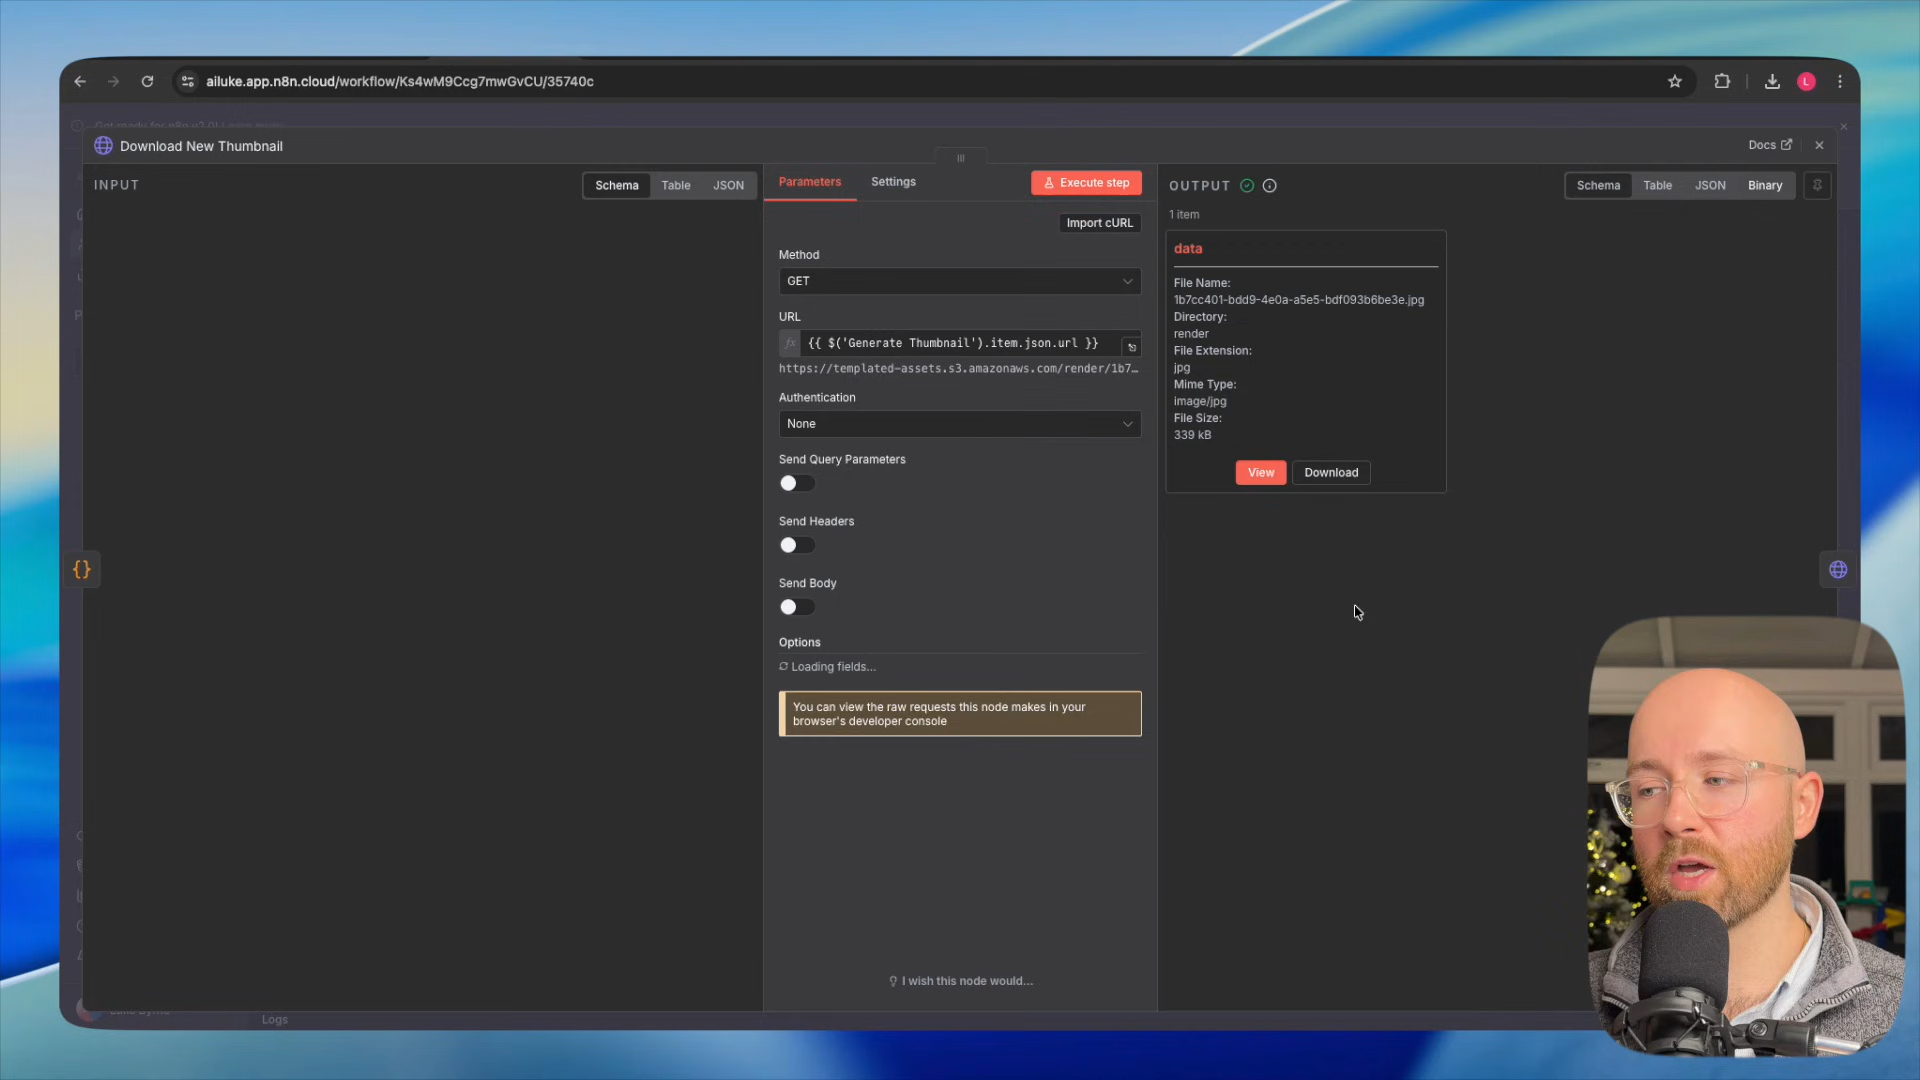 ailuke.app.n8n.cloud/workflow/Ks4wM9Ccg7mwGvCU/35740c
L
Download New Thumbnail
Docs
INPUT
Schema
Table
JSON
Parameters
Settings
Execute step
Import cURL
Method
GET
URL
fx
{{ $('Generate Thumbnail').item.json.url }}
https://templated-assets.s3.amazonaws.com/render/1b7…
Authentication
None
Send Query Parameters
Send Headers
Send Body
Options
Loading fields...
You can view the raw requests this node makes in your
browser's developer console
I wish this node would...
OUTPUT
Schema
Table
JSON
Binary
1 item
data
File Name:
1b7cc401-bdd9-4e0a-a5e5-bdf093b6be3e.jpg
Directory:
render
File Extension:
jpg
Mime Type:
image/jpg
File Size:
339 kB
View
Download
{}
Logs